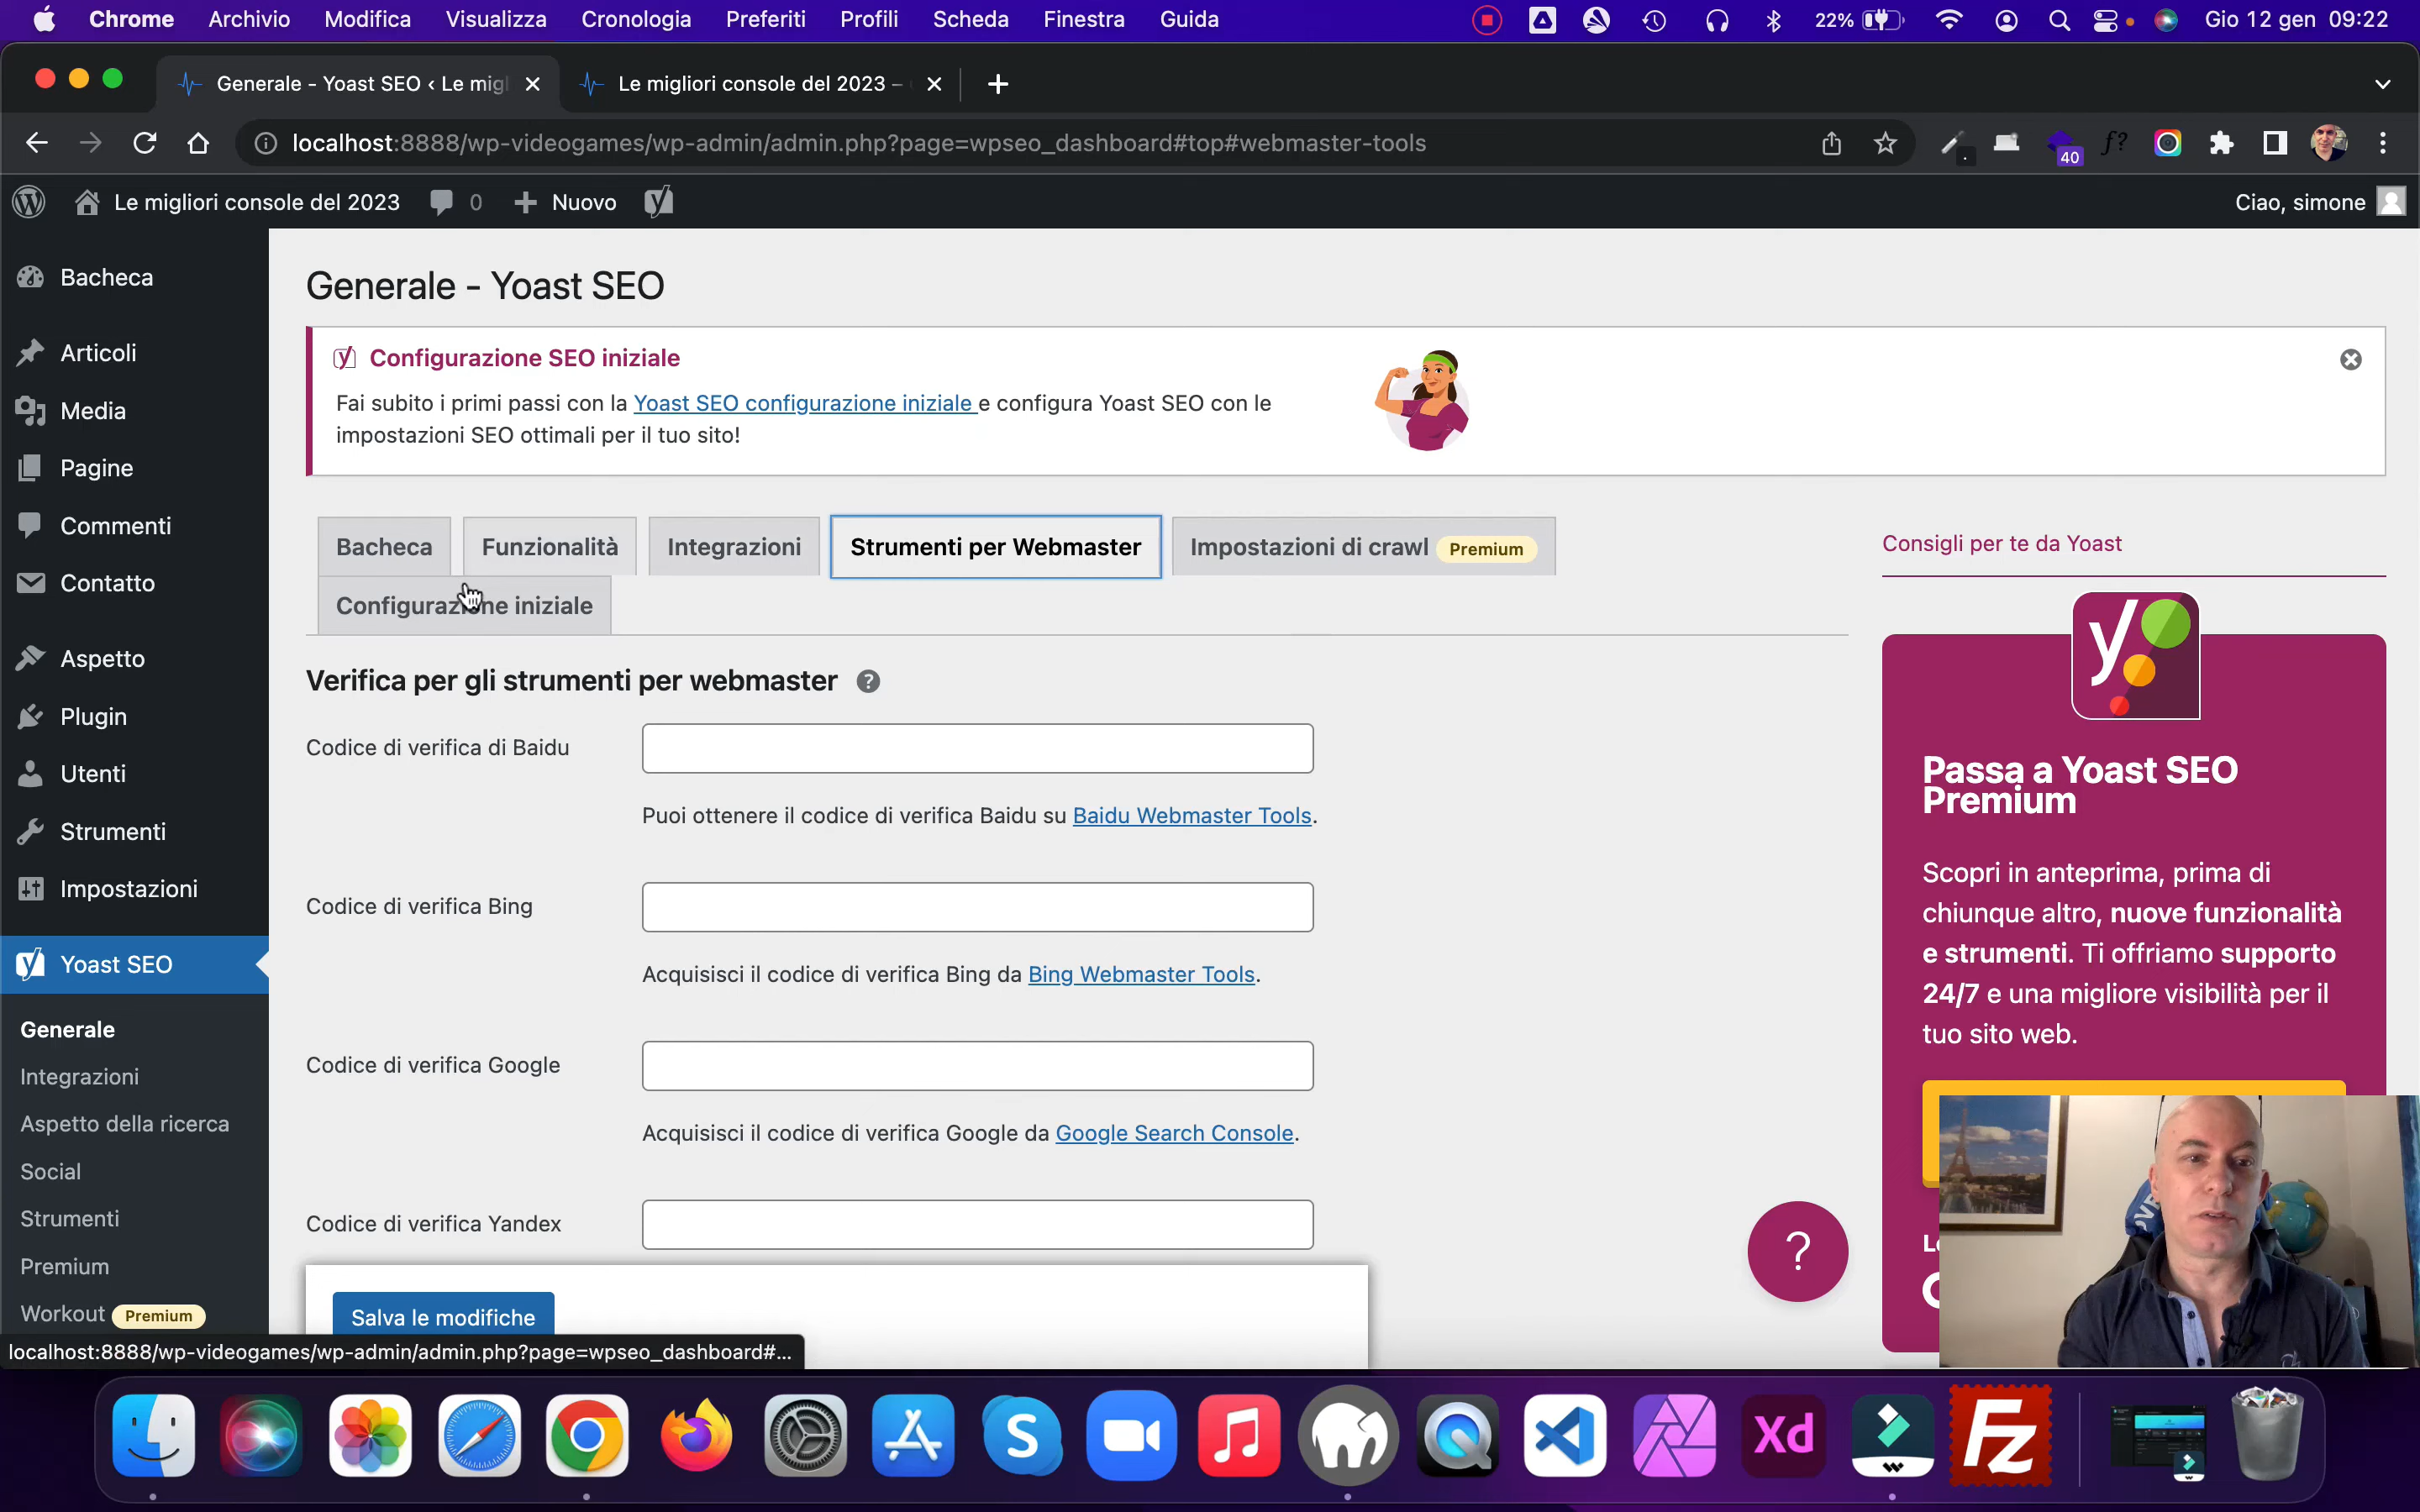 Chrome Archivio Modifica Visualizza Cronologia Preferiti Profili Scheda Finestra Guida 22% Gio 12 gen 09:22
Generale - Yoast SEO ‹ Le mig
Le migliori console del 2023 –
localhost:8888/wp-videogames/wp-admin/admin.php?page=wpseo_dashboard#top#webmaster-tools
f?
40
Le migliori console del 2023 0 Nuovo
Ciao, simone
Bacheca
Articoli
Media
Pagine
Commenti
Contatto
Aspetto
Plugin
Utenti
Strumenti
Impostazioni
Yoast SEO
Generale
Integrazioni
Aspetto della ricerca
Social
Strumenti
Premium
Workout Premium
Generale - Yoast SEO
Configurazione SEO iniziale
Fai subito i primi passi con la Yoast SEO configurazione iniziale e configura Yoast SEO con le
impostazioni SEO ottimali per il tuo sito!
Bacheca Funzionalità Integrazioni Strumenti per Webmaster Impostazioni di crawl Premium
Configurazione iniziale
Verifica per gli strumenti per webmaster ?
Codice di verifica di Baidu
Puoi ottenere il codice di verifica Baidu su Baidu Webmaster Tools.
Codice di verifica Bing
Acquisisci il codice di verifica Bing da Bing Webmaster Tools.
Codice di verifica Google
Acquisisci il codice di verifica Google da Google Search Console.
Codice di verifica Yandex
Salva le modifiche
localhost:8888/wp-videogames/wp-admin/admin.php?page=wpseo_dashboard#...
Consigli per te da Yoast
y
Passa a Yoast SEO
Premium
Scopri in anteprima, prima di
chiunque altro, nuove funzionalità
e strumenti. Ti offriamo supporto
24/7 e una migliore visibilità per il
tuo sito web.
?
S
Xd
Fz